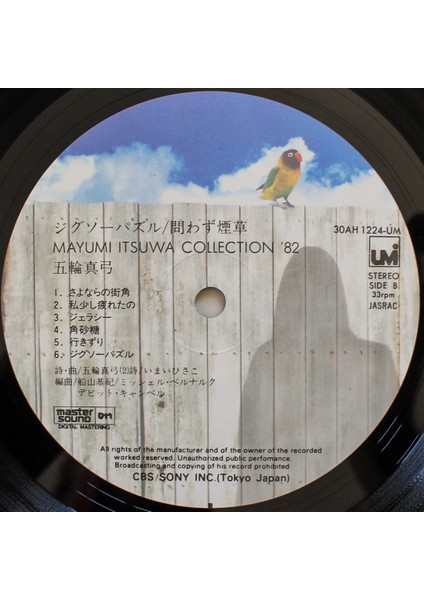 ジグソーパズル/問わず煙草
30AH 1224-UM
MAYUMI ITSUWA COLLECTION '82
UMI
五輪真弓
STEREO
SIDE B
33rpm
JASRAC
1. さよならの街角
2. 私少し疲れたの
3. ジェラシー
4. 角砂糖
5. 行きずり
6. ジグソーパズル
詩・曲/五輪真弓(2)詩/いまいひさこ
編曲/船山基紀/ミッシェル・ベルナルク
デビット・キャンベル
master sound DM
DIGITAL MASTERING
All rights of the manufacturer and of the owner of the recorded
worked reserved. Unauthorized public perfomance.
Broadcasting and copying of his record prohibited
CBS/SONY INC.(Tokyo Japan)